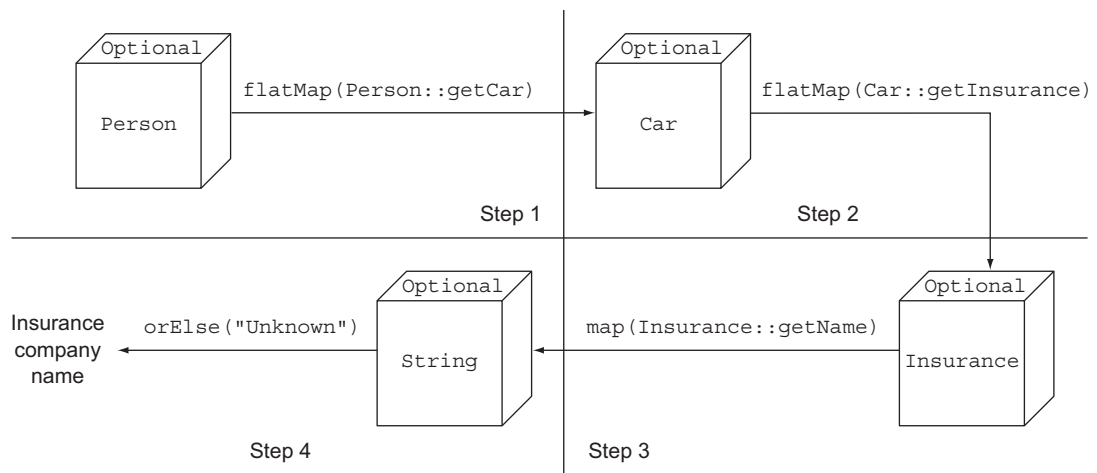 Optional
Person
flatMap(Person::getCar)
Step 1
Optional
Car
flatMap(Car::getInsurance)
Step 2
Optional
Insurance
map(Insurance::getName)
Step 3
Optional
String
orElse("Unknown")
Insurance
company
name
Step 4